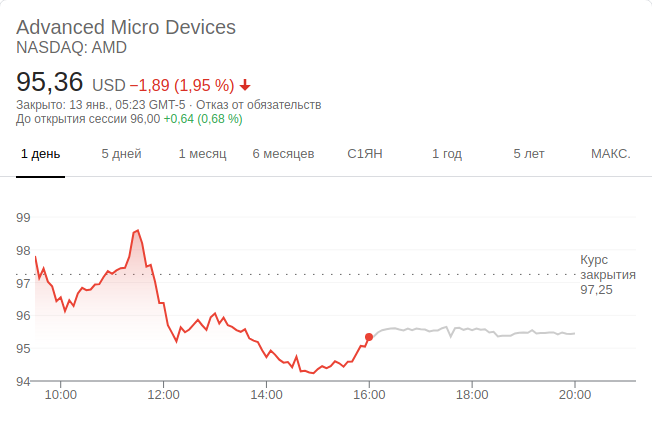 Advanced Micro Devices
NASDAQ: AMD
95,36 USD −1,89 (1,95 %)
Закрыто: 13 янв., 05:23 GMT-5 · Отказ от обязательств
До открытия сессии 96,00 +0,64 (0,68 %)
1 день 5 дней 1 месяц 6 месяцев С1ЯН 1 год 5 лет МАКС.
99
98
97
96
95
94
Курс
закрытия
97,25
10:00 12:00 14:00 16:00 18:00 20:00